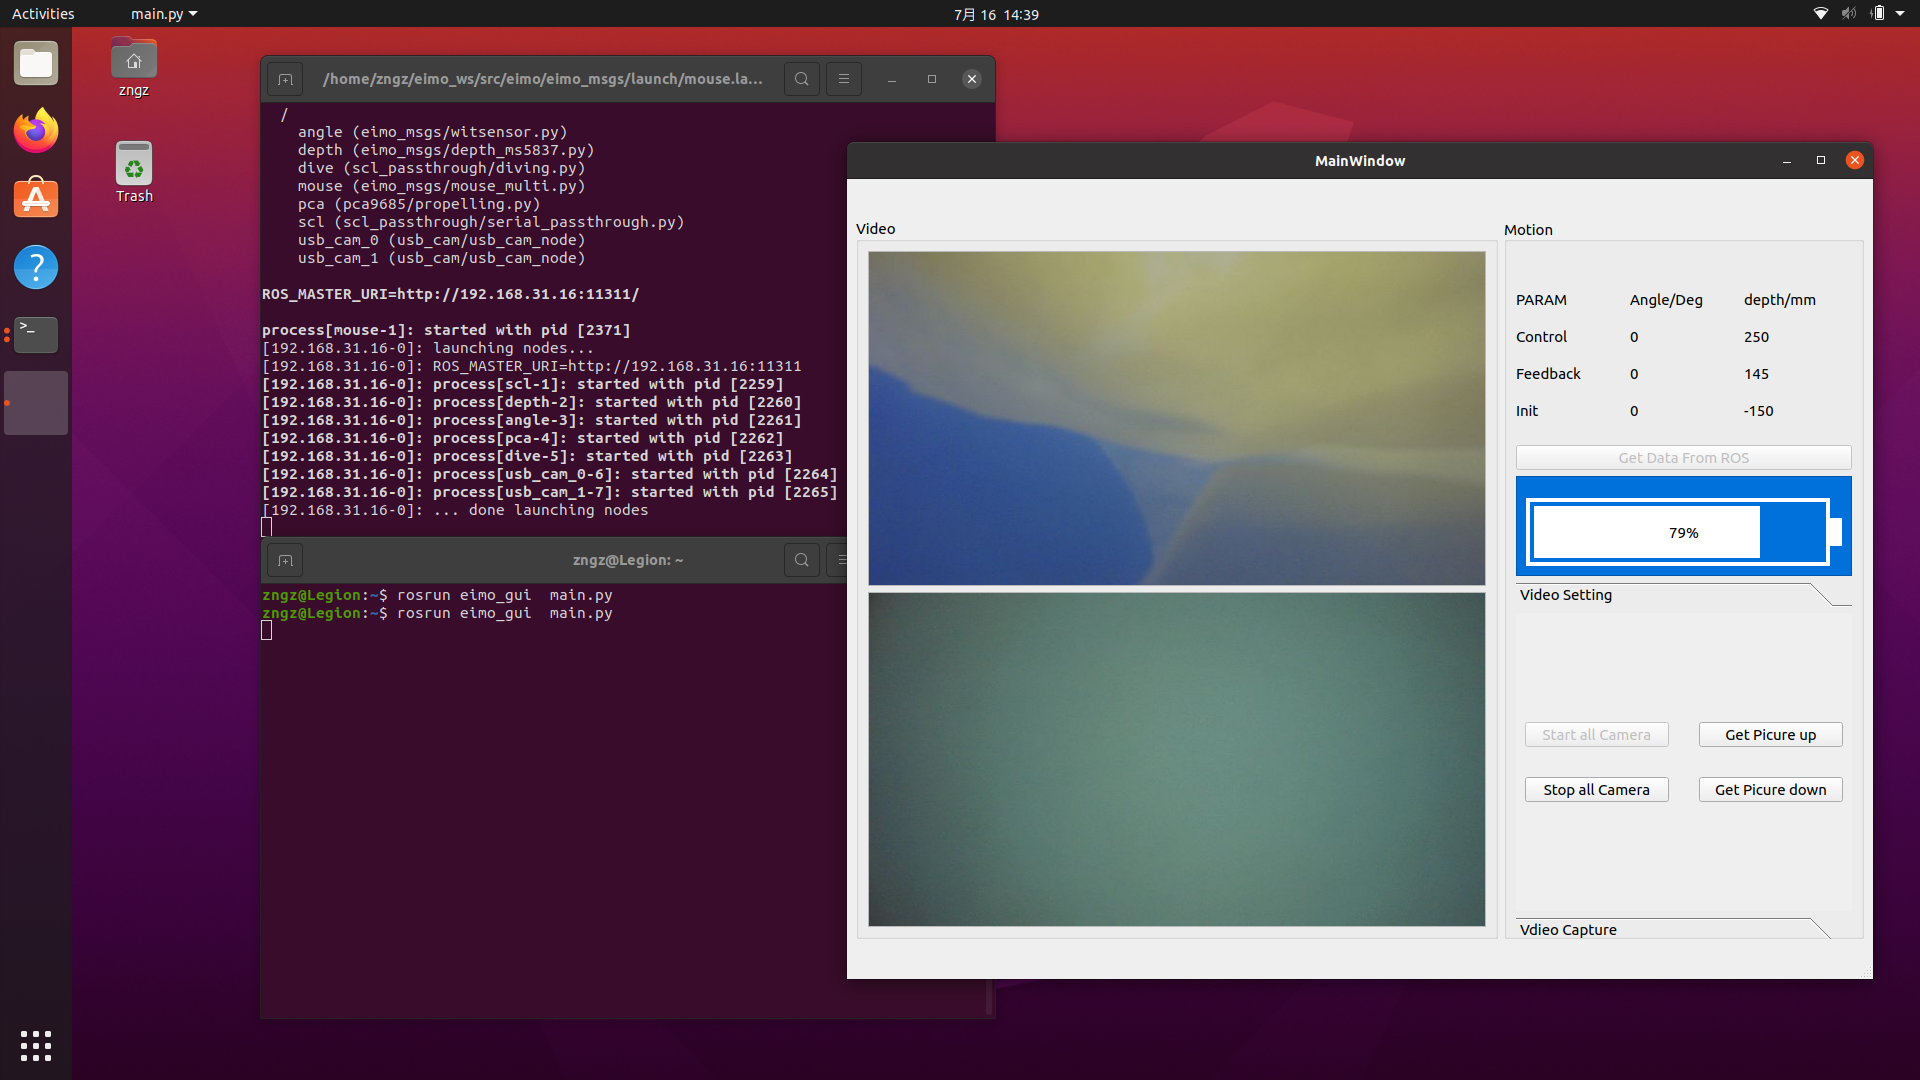 Activities
main.py
7月 16 14:39
zngz
Trash
/home/zngz/eimo_ws/src/eimo/eimo_msgs/launch/mouse.la...
/
angle (eimo_msgs/witsensor.py)
depth (eimo_msgs/depth_ms5837.py)
dive (scl_passthrough/diving.py)
mouse (eimo_msgs/mouse_multi.py)
pca (pca9685/propelling.py)
scl (scl_passthrough/serial_passthrough.py)
usb_cam_0 (usb_cam/usb_cam_node)
usb_cam_1 (usb_cam/usb_cam_node)
ROS_MASTER_URI=http://192.168.31.16:11311/
process[mouse-1]: started with pid [2371]
[192.168.31.16-0]: launching nodes...
[192.168.31.16-0]: ROS_MASTER_URI=http://192.168.31.16:11311
[192.168.31.16-0]: process[scl-1]: started with pid [2259]
[192.168.31.16-0]: process[depth-2]: started with pid [2260]
[192.168.31.16-0]: process[angle-3]: started with pid [2261]
[192.168.31.16-0]: process[pca-4]: started with pid [2262]
[192.168.31.16-0]: process[dive-5]: started with pid [2263]
[192.168.31.16-0]: process[usb_cam_0-6]: started with pid [2264]
[192.168.31.16-0]: process[usb_cam_1-7]: started with pid [2265]
[192.168.31.16-0]: ... done launching nodes
zngz@Legion: ~
zngz@Legion:~$ rosrun eimo_gui  main.py
zngz@Legion:~$ rosrun eimo_gui  main.py
MainWindow
Video
Motion
PARAM Angle/Deg depth/mm
Control 0 250
Feedback 0 145
Init 0 -150
Get Data From ROS
79%
Video Setting
Start all Camera
Get Picure up
Stop all Camera
Get Picure down
Vdieo Capture